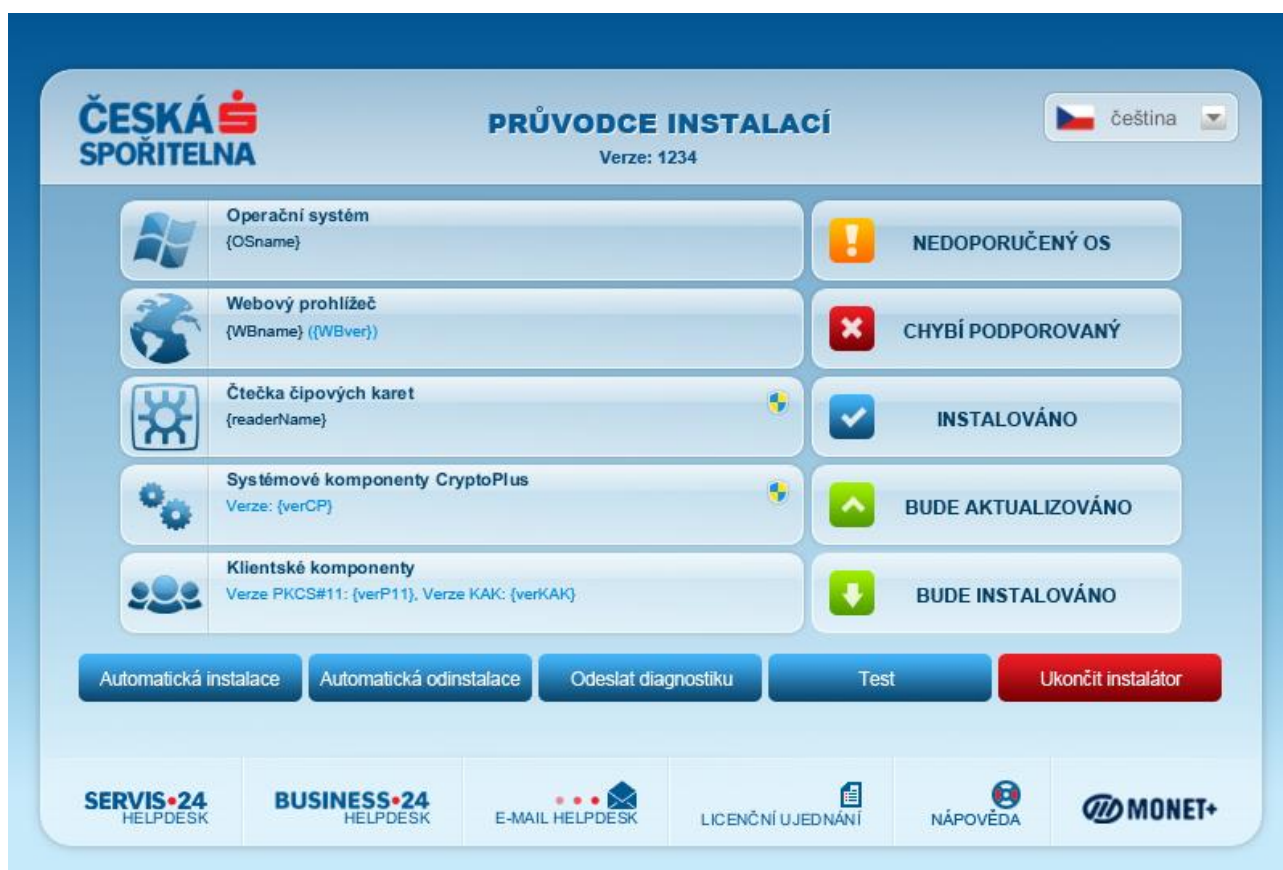 ČESKÁ
SPOŘITELNA
PRŮVODCE INSTALACÍ
Verze: 1234
čeština
Operační systém
{OSname}
NEDOPORUČENÝ OS
Webový prohlížeč
{WBname} ({WBver})
CHYBÍ PODPOROVANÝ
Čtečka čipových karet
{readerName}
INSTALOVÁNO
Systémové komponenty CryptoPlus
Verze: {verCP}
BUDE AKTUALIZOVÁNO
Klientské komponenty
Verze PKCS#11: {verP11}, Verze KAK: {verKAK}
BUDE INSTALOVÁNO
Automatická instalace
Automatická odinstalace
Odeslat diagnostiku
Test
Ukončit instalátor
SERVIS•24
HELPDESK
BUSINESS•24
HELPDESK
E-MAIL HELPDESK
LICENČNÍ UJEDNÁNÍ
NÁPOVĚDA
MONET+